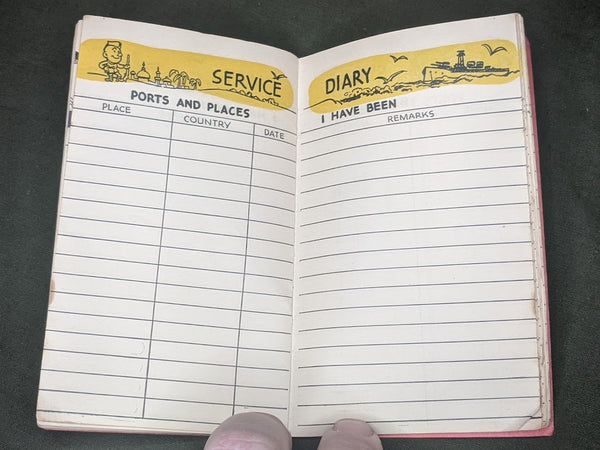 SERVICE DIARY
PORTS AND PLACES I HAVE BEEN
PLACE COUNTRY DATE REMARKS